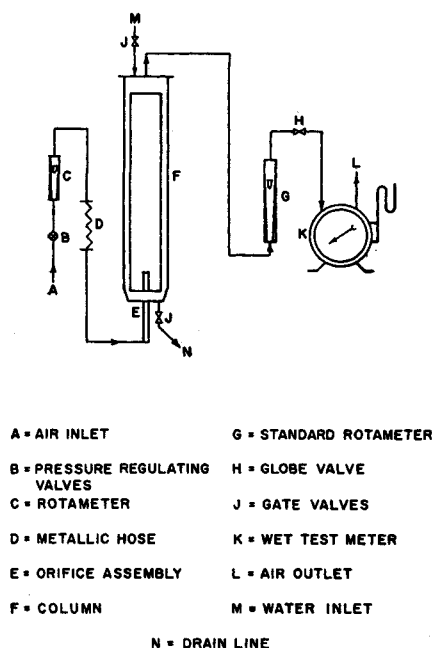 M
J
H
L
F
C
G
D
B
K
A
E
J
N
A = AIR INLET
G = STANDARD ROTAMETER
B = PRESSURE REGULATING
VALVES
H = GLOBE VALVE
C = ROTAMETER
J = GATE VALVES
D = METALLIC HOSE
K = WET TEST METER
E = ORIFICE ASSEMBLY
L = AIR OUTLET
F = COLUMN
M = WATER INLET
N = DRAIN LINE